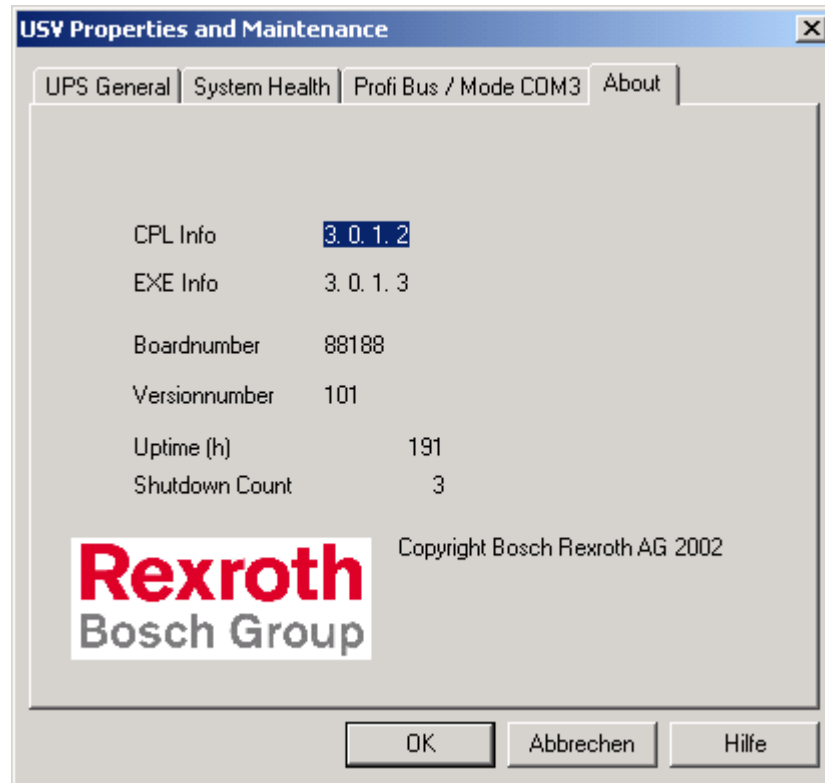 USV Properties and Maintenance
UPS General System Health Profi Bus / Mode COM3 About
CPL Info 3. 0. 1. 2
EXE Info 3. 0. 1. 3
Boardnumber 88188
Versionnumber 101
Uptime (h) 191
Shutdown Count 3
Copyright Bosch Rexroth AG 2002
Rexroth
Bosch Group
OK Abbrechen Hilfe